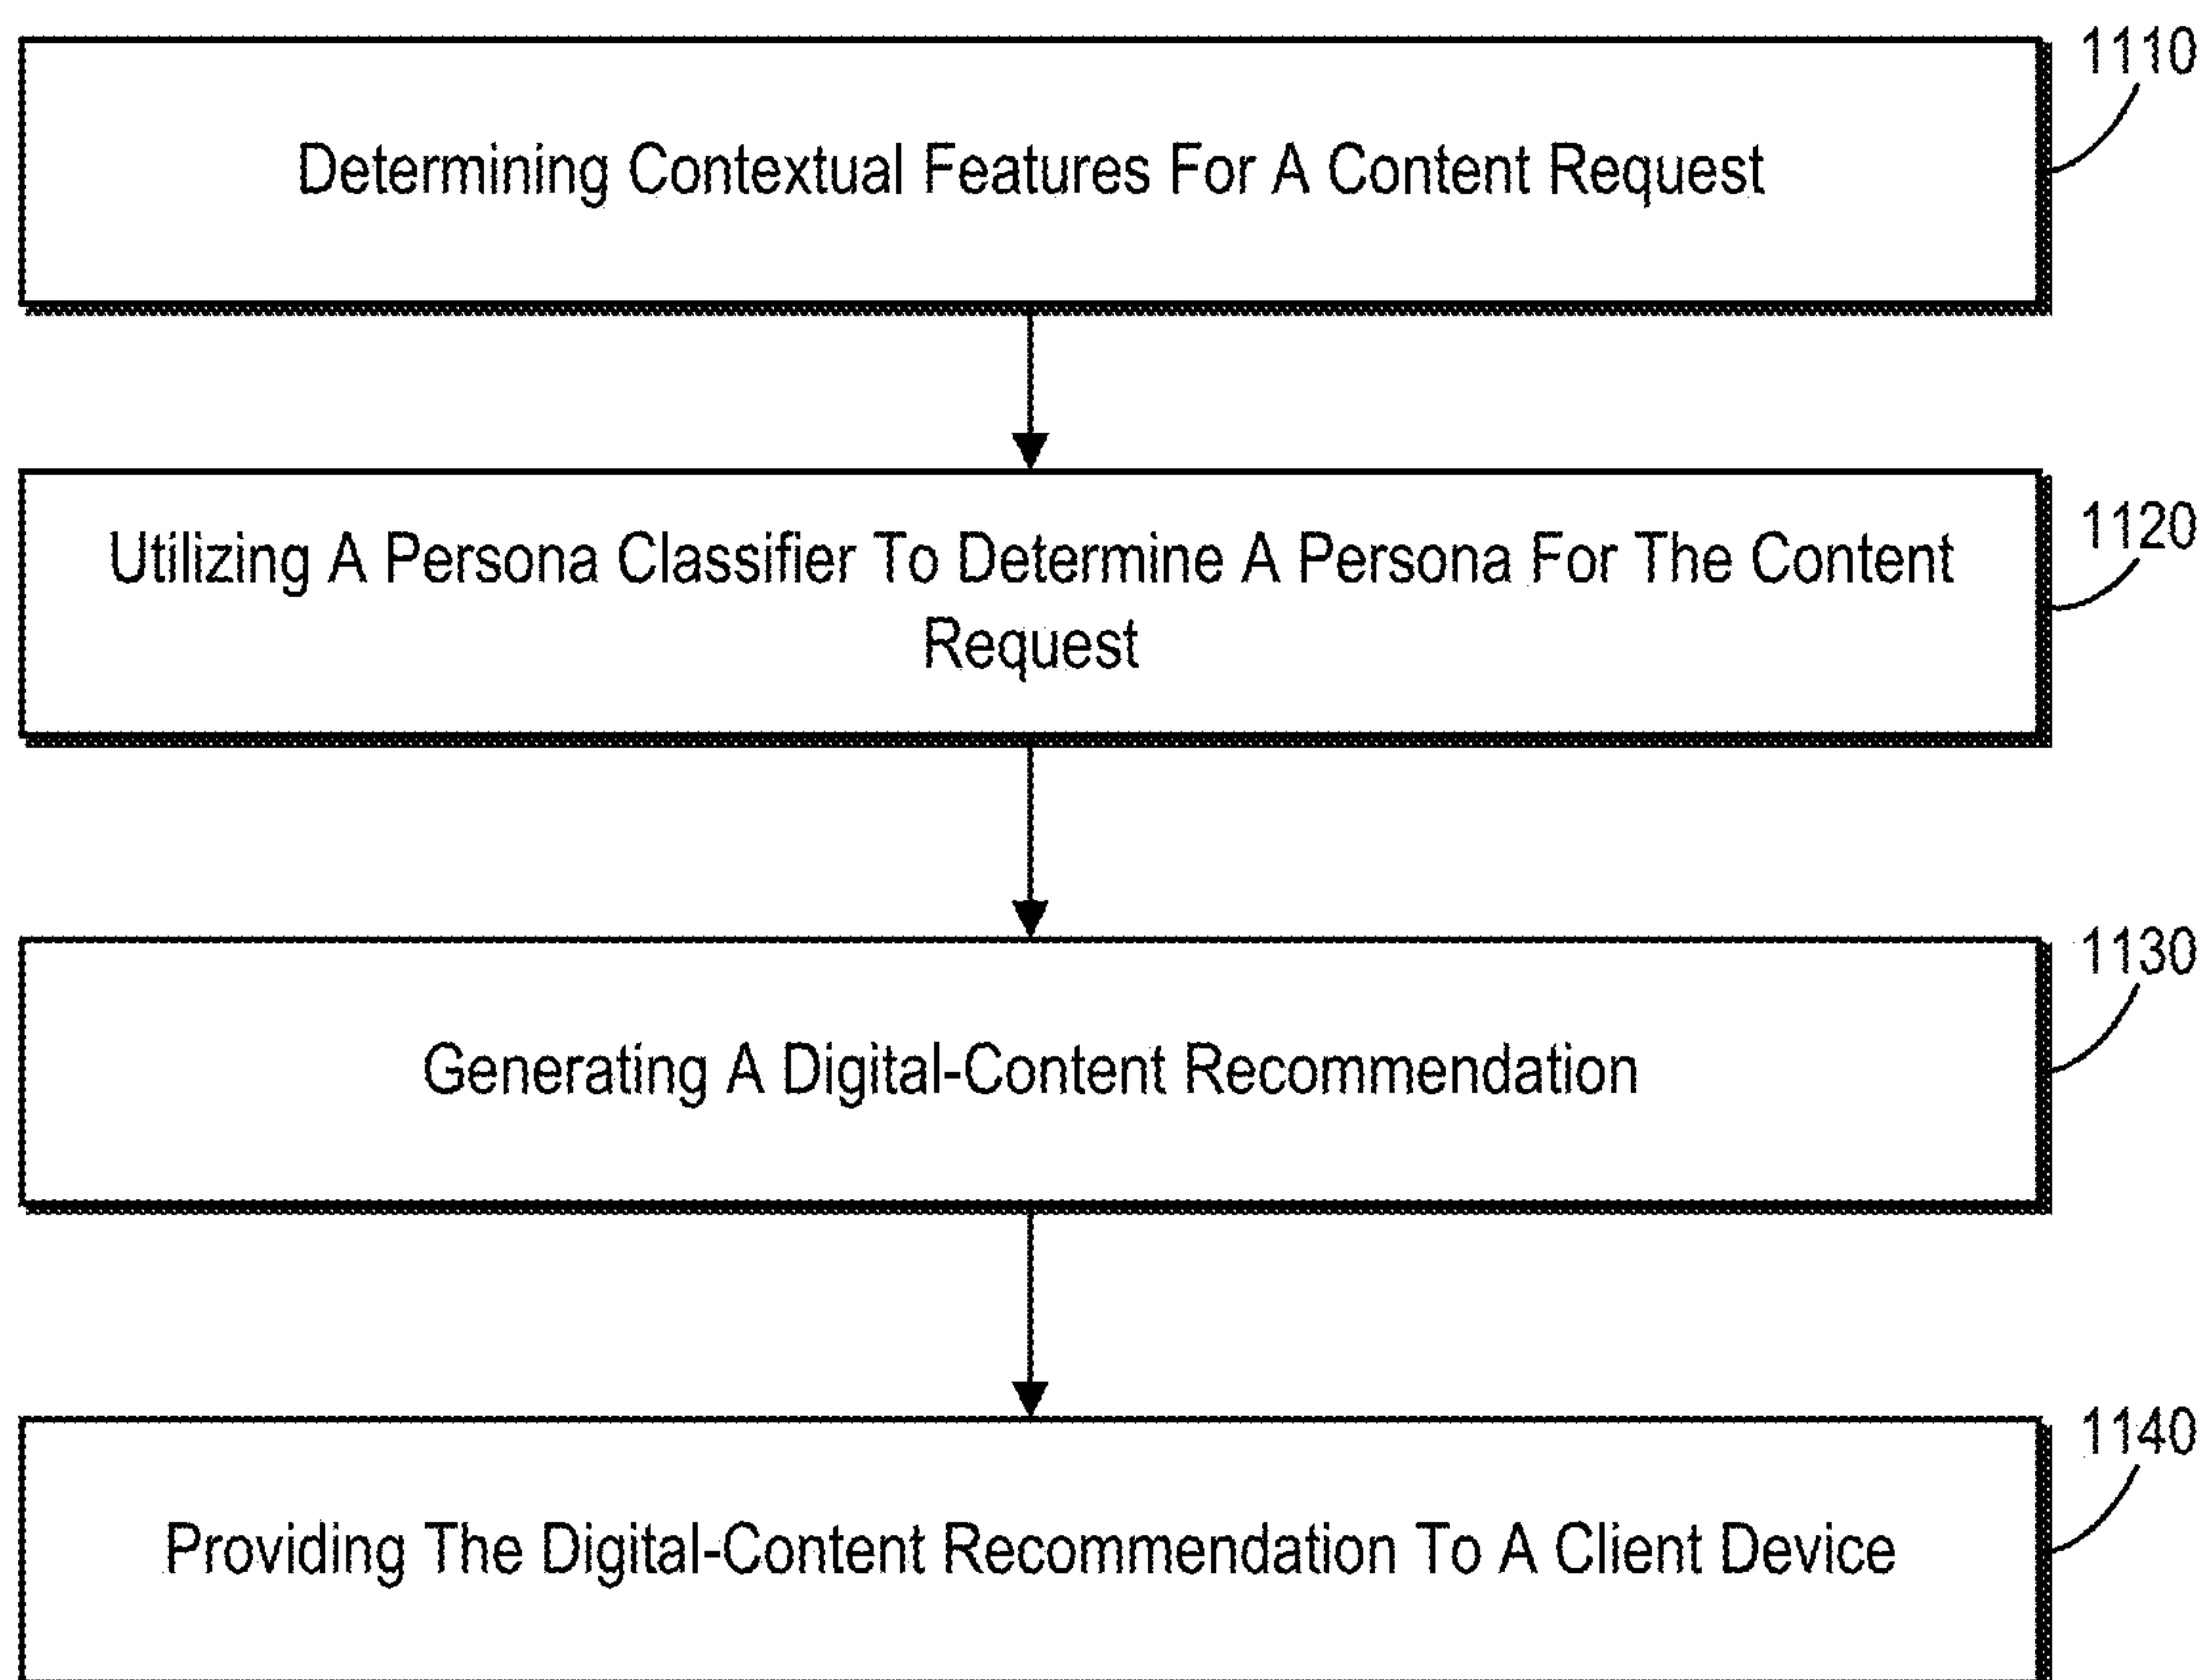 1110
Determining Contextual Features For A Content Request
1120
Utilizing A Persona Classifier To Determine A Persona For The Content
Request
1130
Generating A Digital-Content Recommendation
1140
Providing The Digital-Content Recommendation To A Client Device